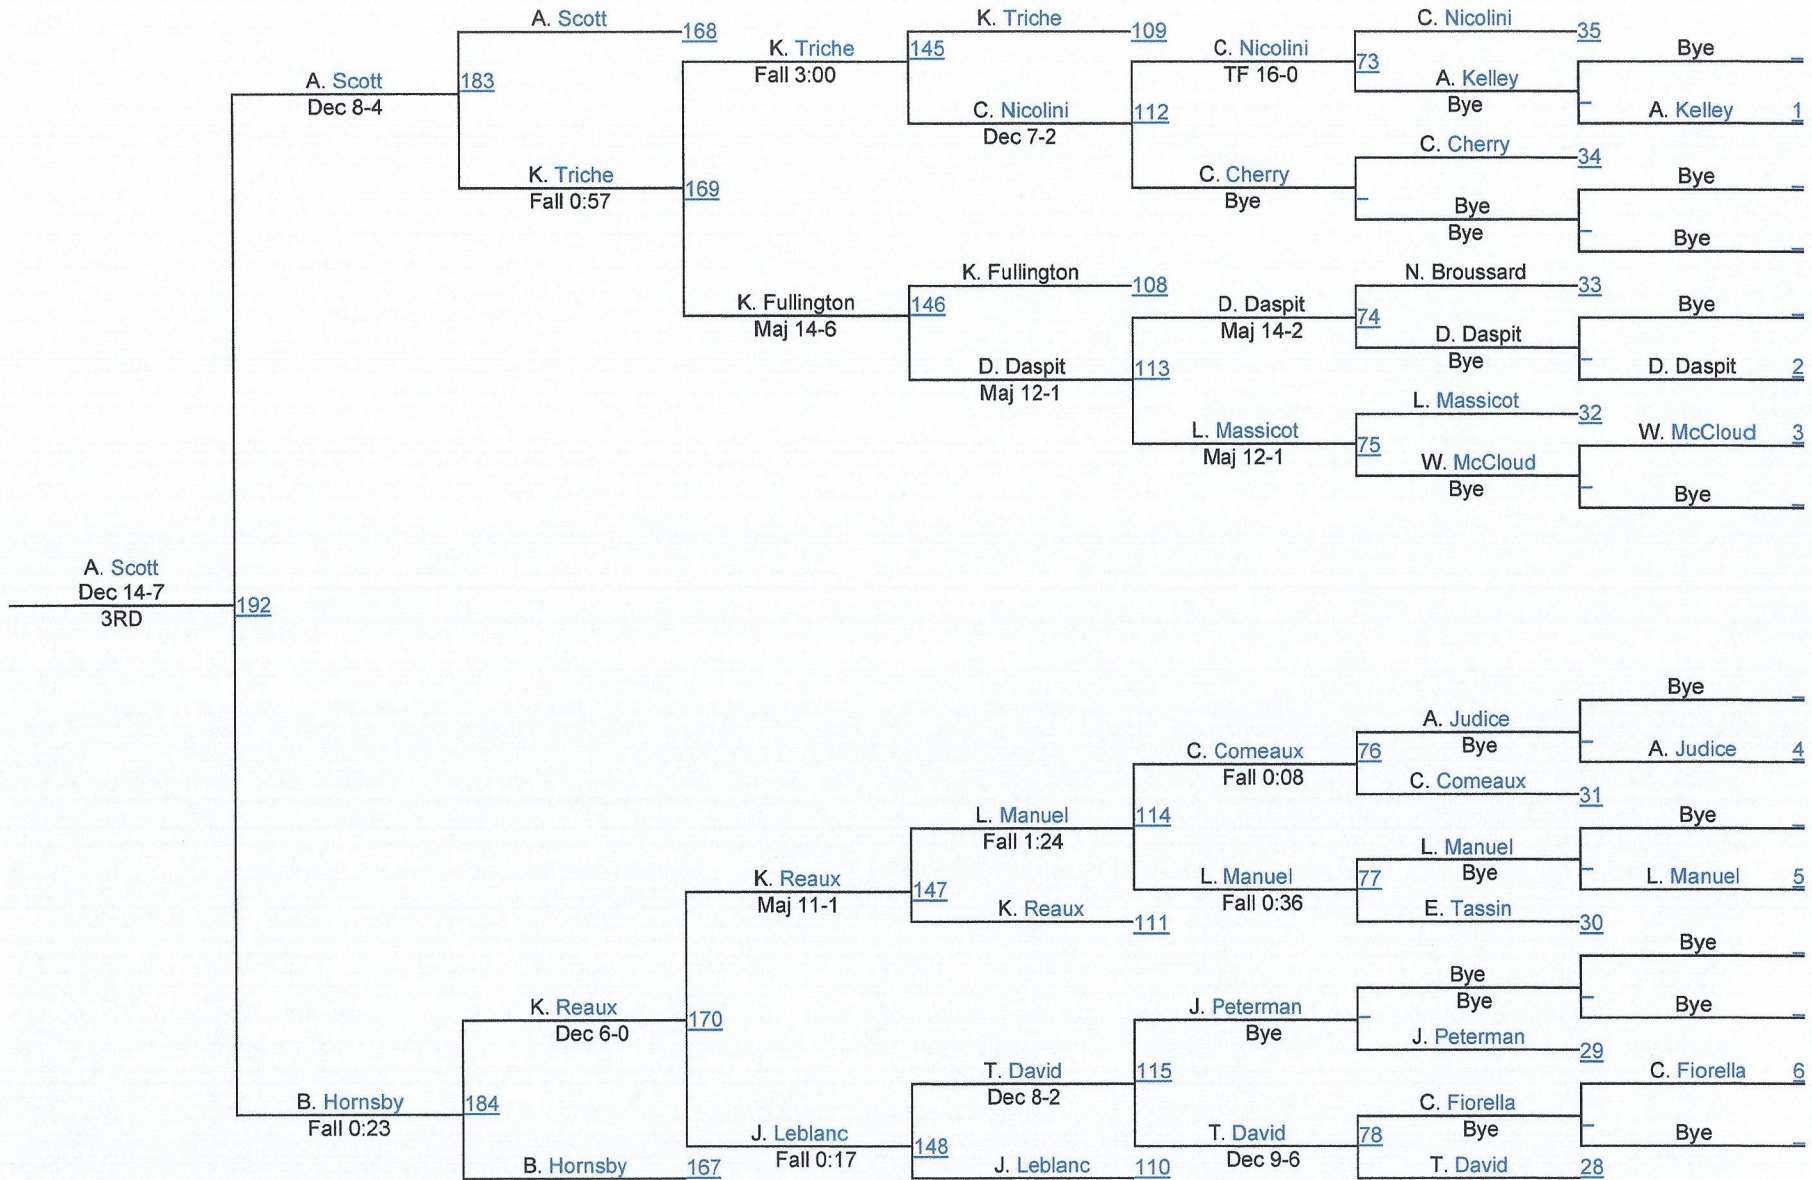 A. Scott
168
K. Triche
Fall 3:00
145
K. Triche
109
C. Nicolini
TF 16-0
73
C. Nicolini
35
Bye
A. Kelley
Bye
A. Kelley 1
A. Scott
Dec 8-4
183
C. Nicolini
Dec 7-2
112
C. Cherry
34
Bye
K. Triche
Fall 0:57
169
C. Cherry
Bye
Bye
Bye
Bye
K. Fullington
Maj 14-6
146
K. Fullington
108
D. Daspit
Maj 14-2
74
N. Broussard
33
Bye
D. Daspit
Bye
D. Daspit 2
D. Daspit
Maj 12-1
113
L. Massicot
Maj 12-1
75
L. Massicot
32
W. McCloud 3
W. McCloud
Bye
Bye
A. Scott
Dec 14-7
3RD
192
Bye
A. Judice
Bye
A. Judice 4
C. Comeaux
Fall 0:08
76
C. Comeaux
31
Bye
L. Manuel
Fall 1:24
114
L. Manuel
Bye
L. Manuel 5
K. Reaux
Maj 11-1
147
L. Manuel
Fall 0:36
77
K. Reaux
111
E. Tassin
30
Bye
Bye
Bye
Bye
K. Reaux
Dec 6-0
170
J. Peterman
Bye
J. Peterman
29
T. David
Dec 8-2
115
C. Fiorella 6
B. Hornsby
Fall 0:23
184
C. Fiorella
Bye
Bye
J. Leblanc
Fall 0:17
148
T. David
Dec 9-6
78
B. Hornsby
167
J. Leblanc
110
T. David
28